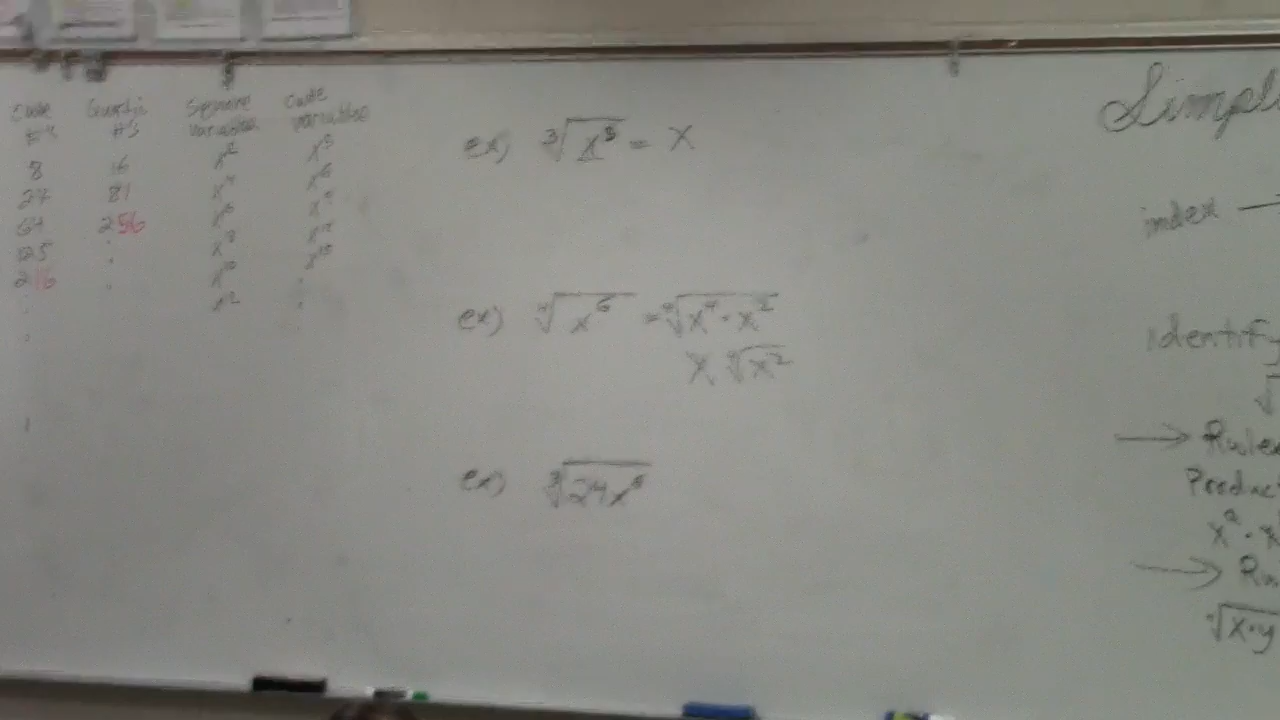 Cube
#'s
8
27
64
125
216
Quartic
#'s
16
81
256
Square
variables
x²
x⁴
x⁶
x⁸
x¹⁰
x¹²
Cube
variables
x³
x⁶
x⁹
x¹²
x¹⁵
ex) ∛x³ = x
ex) ∜x⁶ = ∜x⁴·x²
x ∜x²
ex)
Simpl
index →
identify
→ Rules
Product
→ Ru
√x·y